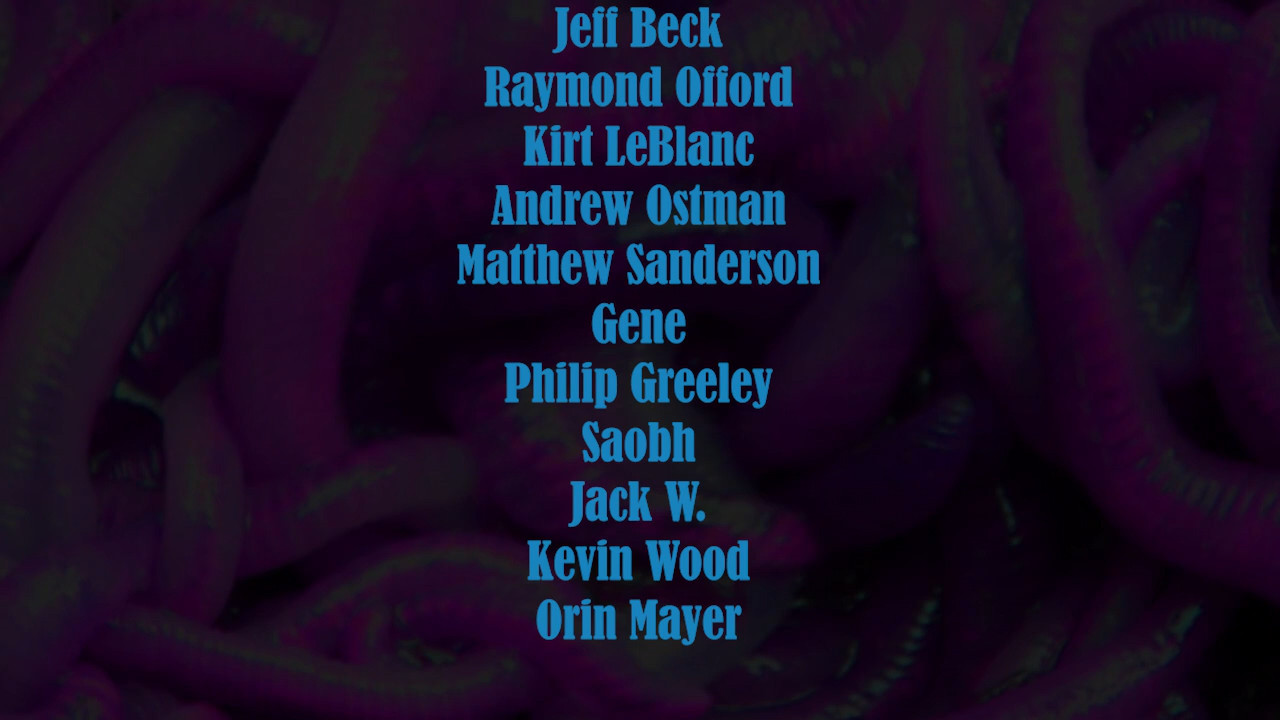 Jeff Beck
Raymond Offord
Kirt LeBlanc
Andrew Ostman
Matthew Sanderson
Gene
Philip Greeley
Saobh
Jack W.
Kevin Wood
Orin Mayer